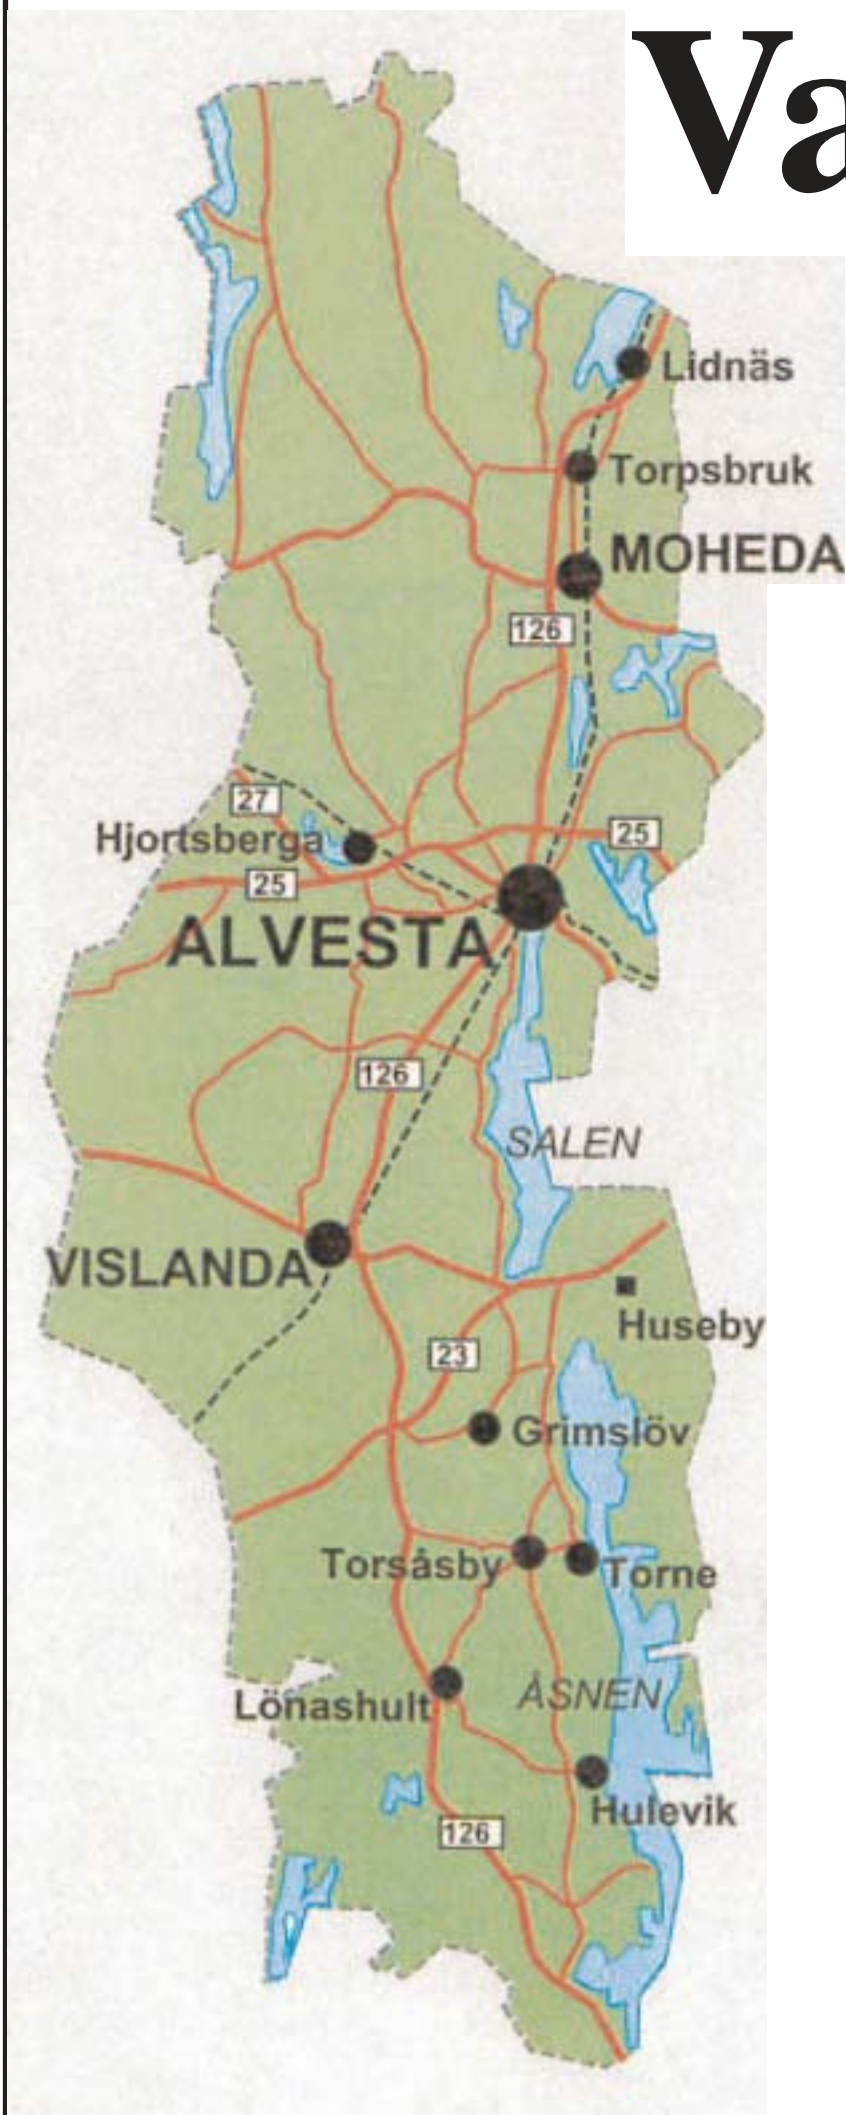 Va
Lidnäs
Torpsbruk
MOHEDA
126
27
Hjortsberga
25
25
ALVESTA
126
SALEN
VISLANDA
Huseby
23
Grimslöv
Torsåsby
Torne
Lönashult
ÅSNEN
Hulevik
126